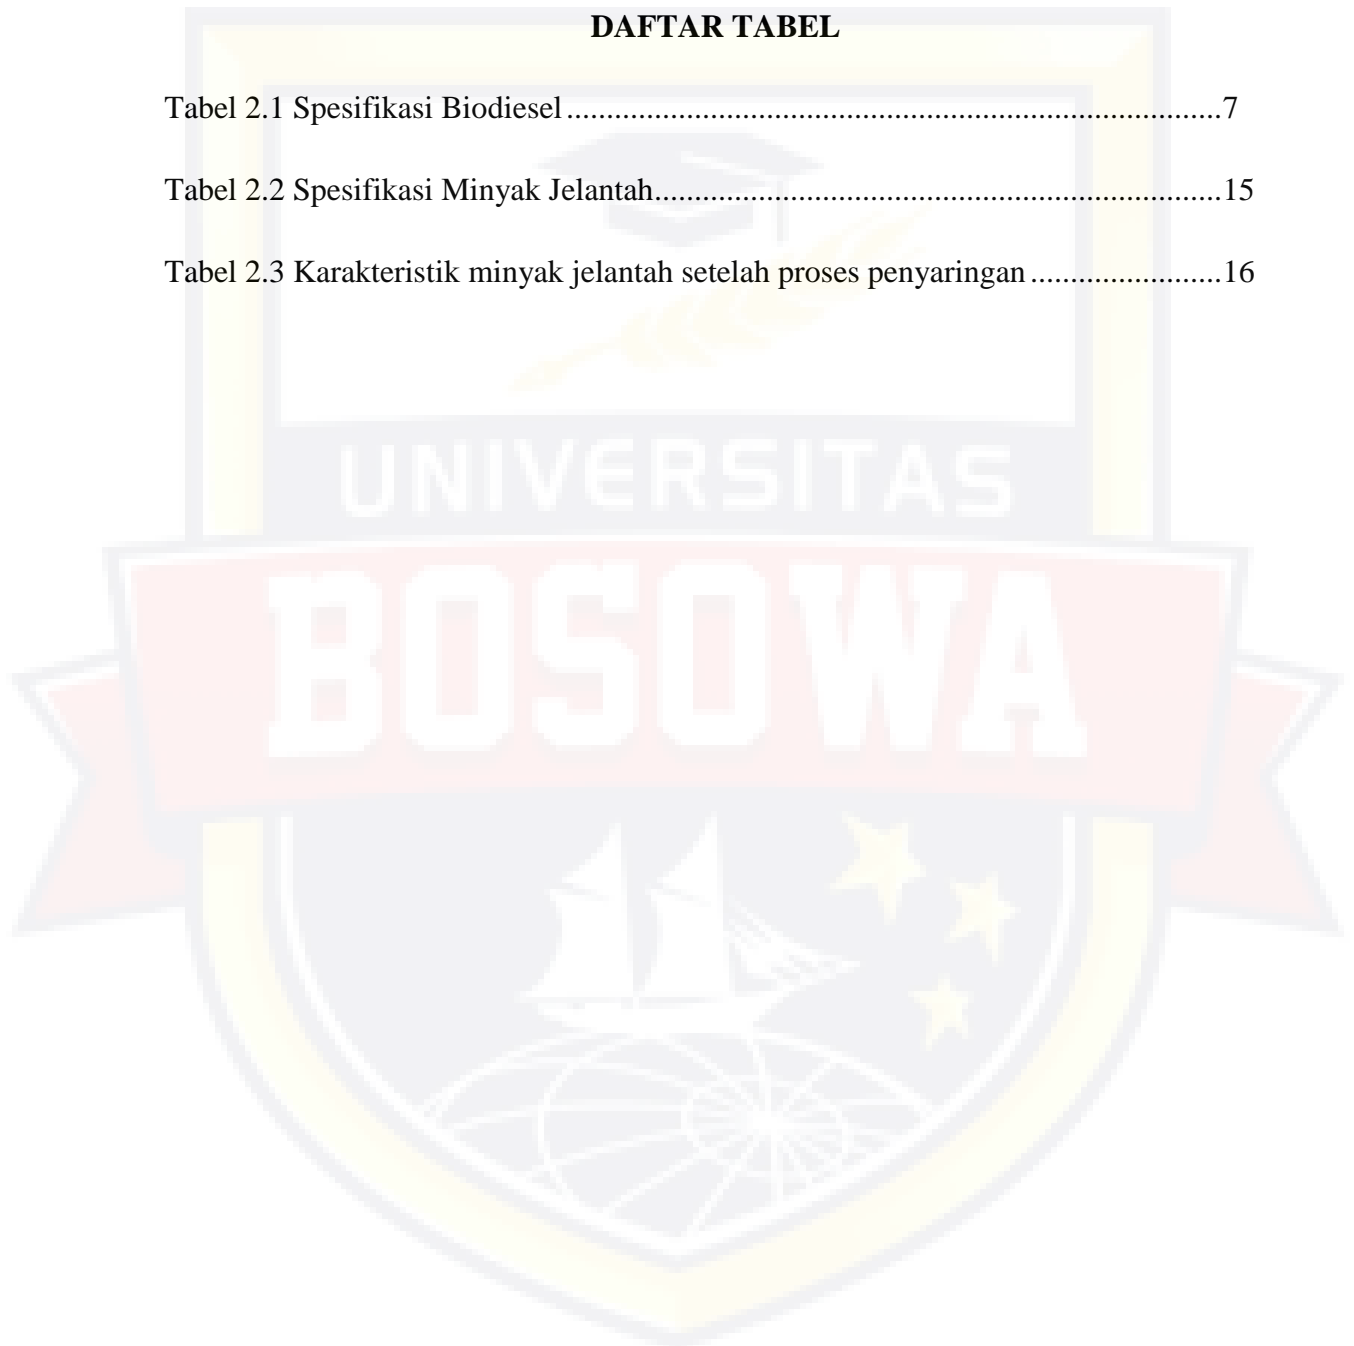 DAFTAR TABEL
Tabel 2.1 Spesifikasi Biodiesel..................................................................................7
Tabel 2.2 Spesifikasi Minyak Jelantah.......................................................................15
Tabel 2.3 Karakteristik minyak jelantah setelah proses penyaringan........................16
UNIVERSITAS
BOSOWA